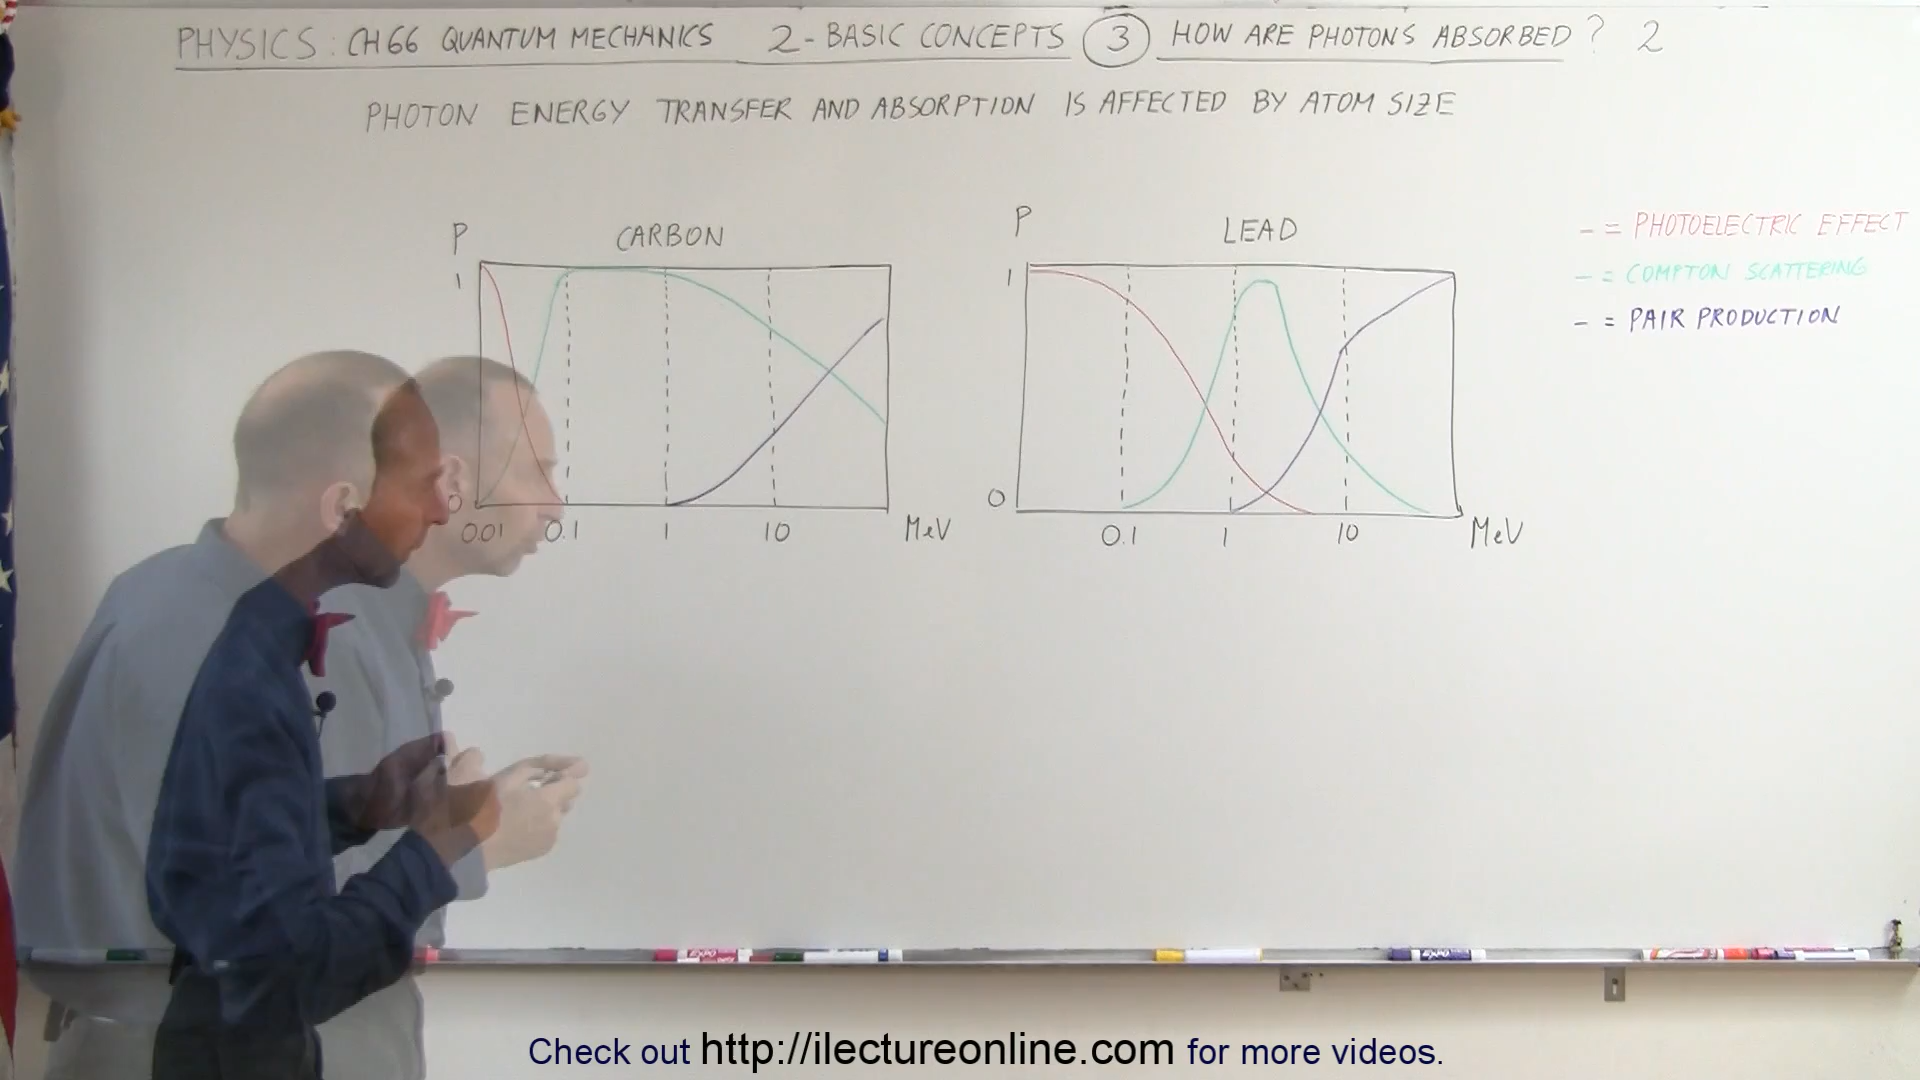 PHYSICS: CH66 QUANTUM MECHANICS 2-BASIC CONCEPTS 3 HOW ARE PHOTONS ABSORBED? 2
PHOTON ENERGY TRANSFER AND ABSORPTION IS AFFECTED BY ATOM SIZE
P CARBON
1
0
0.01 0.1 1 10 MeV
P LEAD
1
0
0.1 1 10 MeV
- = PHOTOELECTRIC EFFECT
- = COMPTON SCATTERING
- = PAIR PRODUCTION
Check out http://ilectureonline.com for more videos.